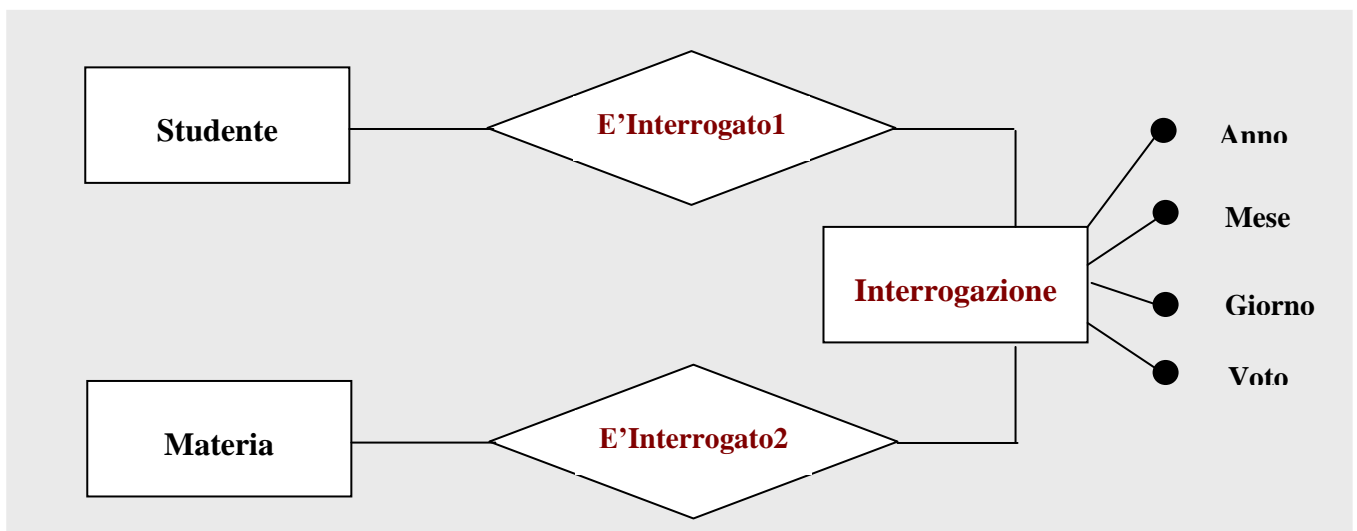 Studente
E'Interrogato1
Anno
Mese
Interrogazione
Giorno
Voto
Materia
E'Interrogato2